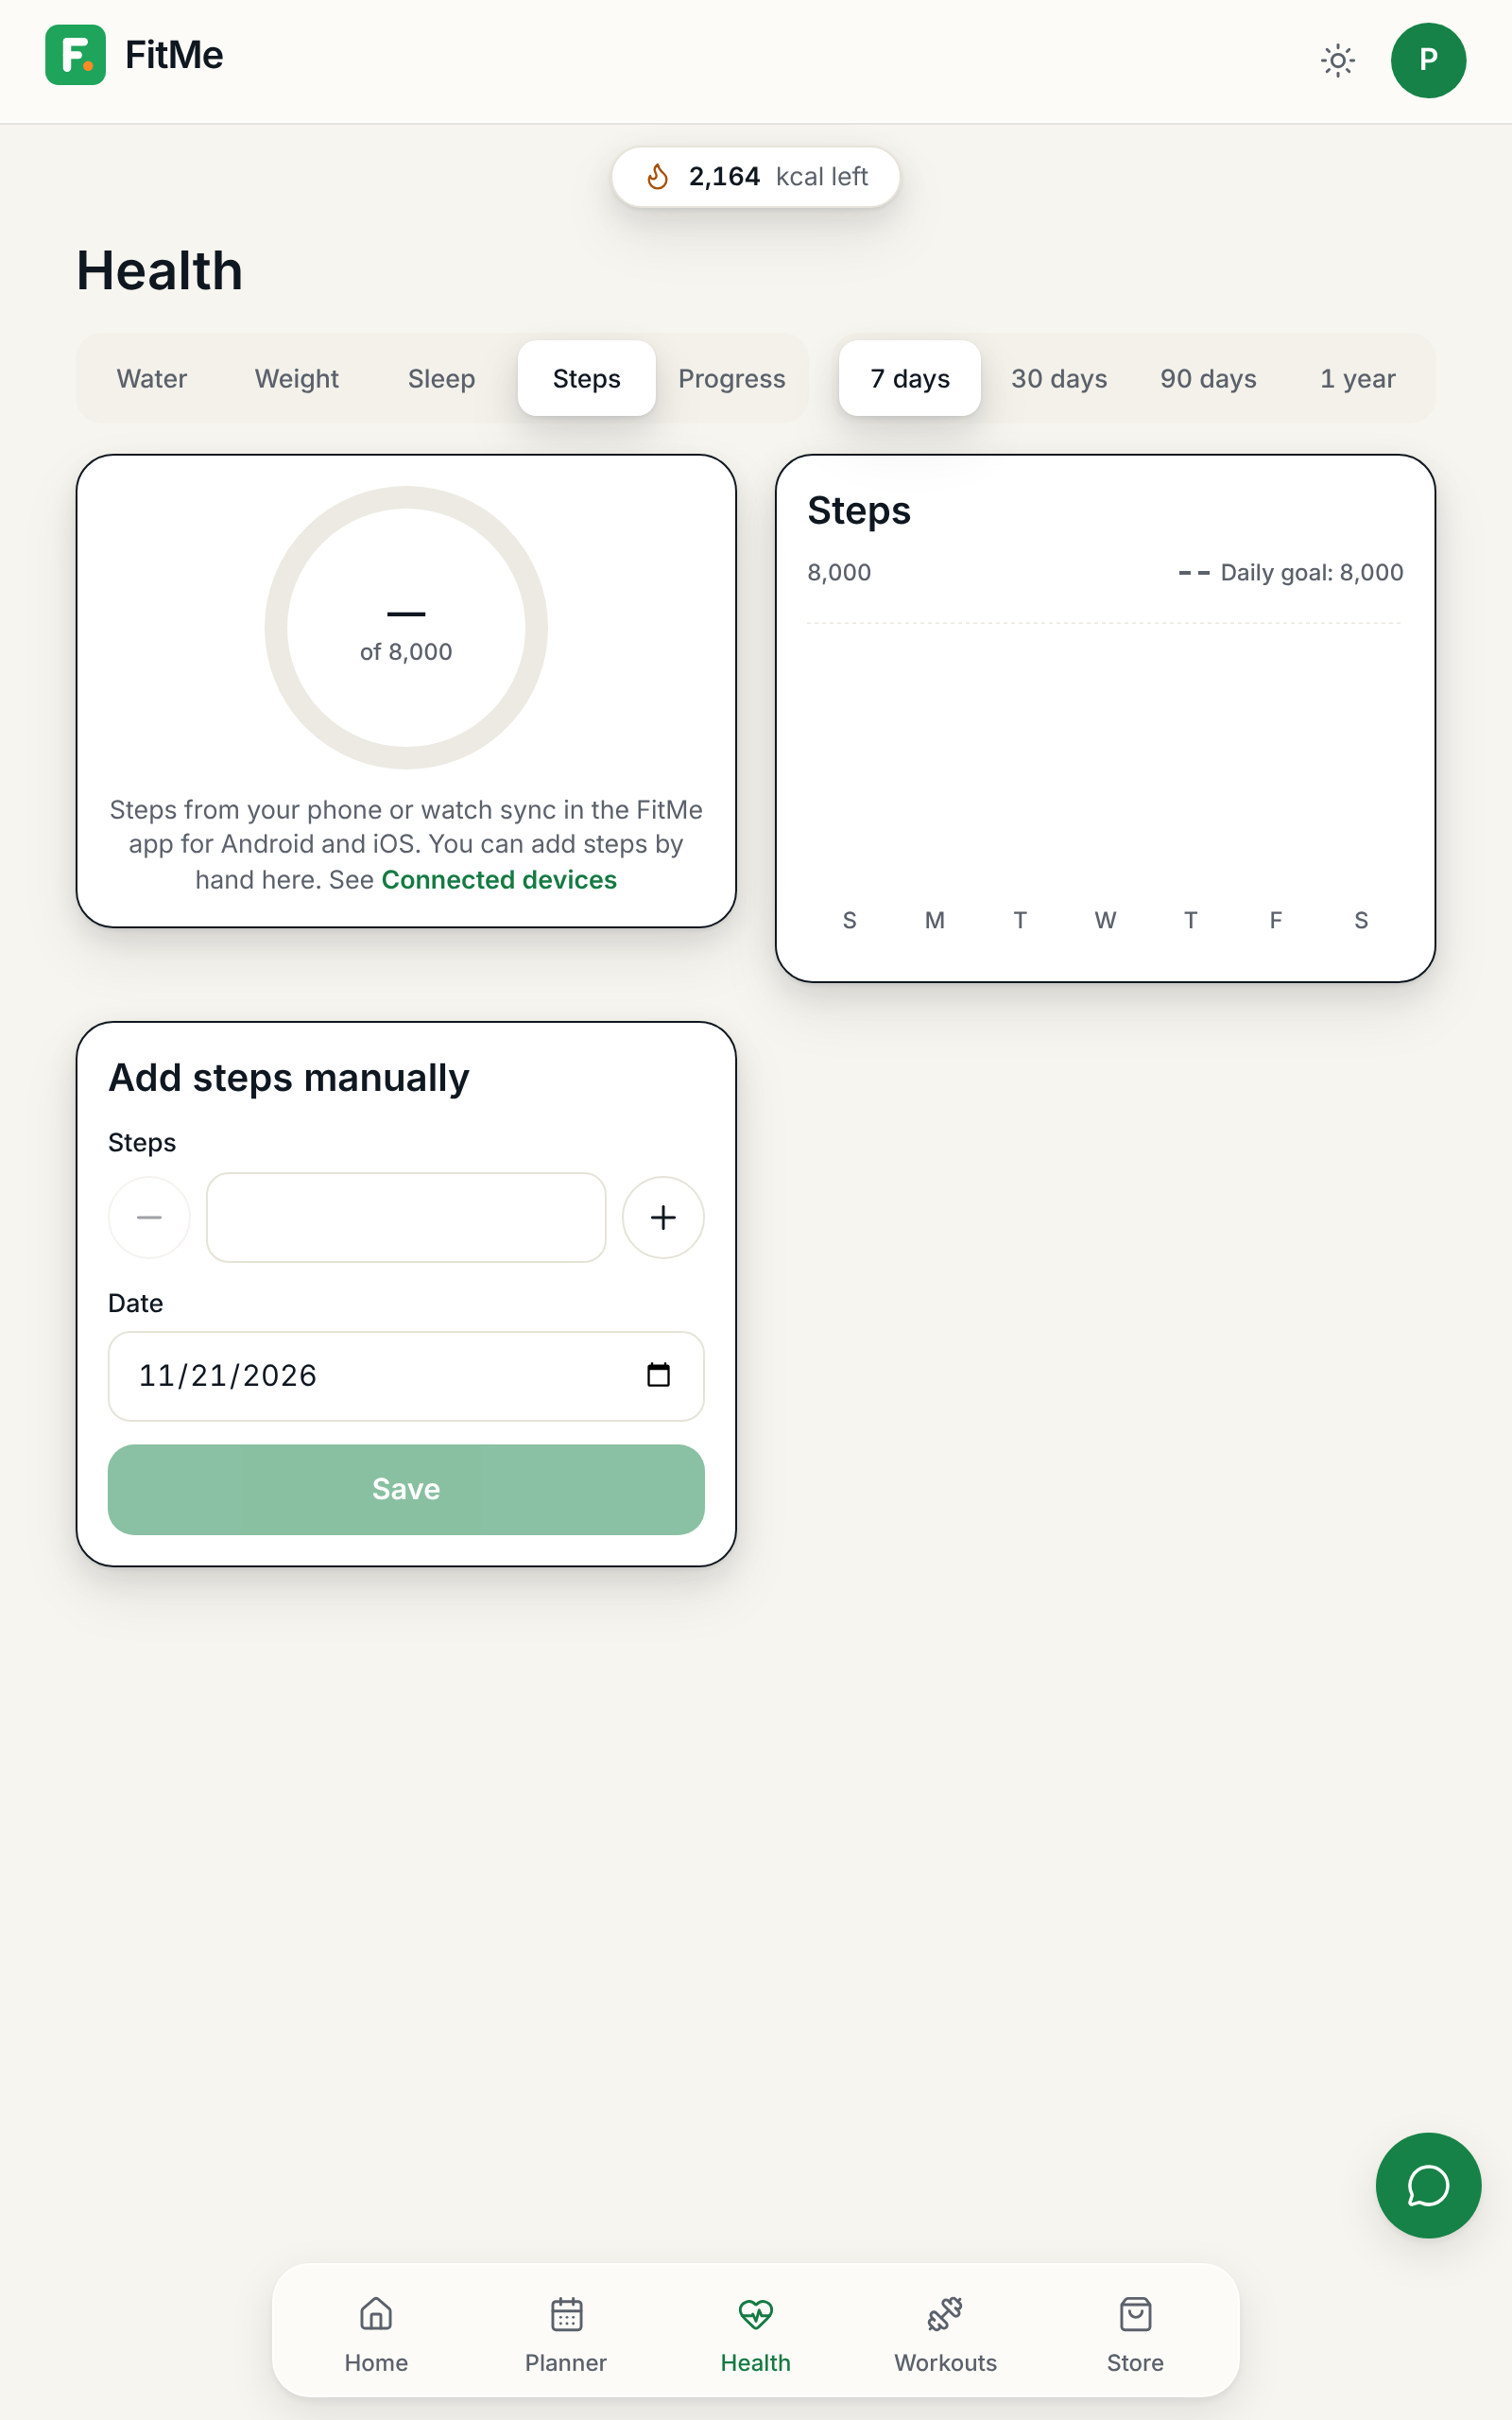 FitMe
P
2,164 kcal left
Health
Water Weight Sleep Steps Progress
7 days 30 days 90 days 1 year
—
of 8,000
Steps from your phone or watch sync in the FitMe
app for Android and iOS. You can add steps by
hand here. See Connected devices
Steps
8,000
Daily goal: 8,000
S M T W T F S
Add steps manually
Steps
Date
11/21/2026
Save
Home Planner Health Workouts Store